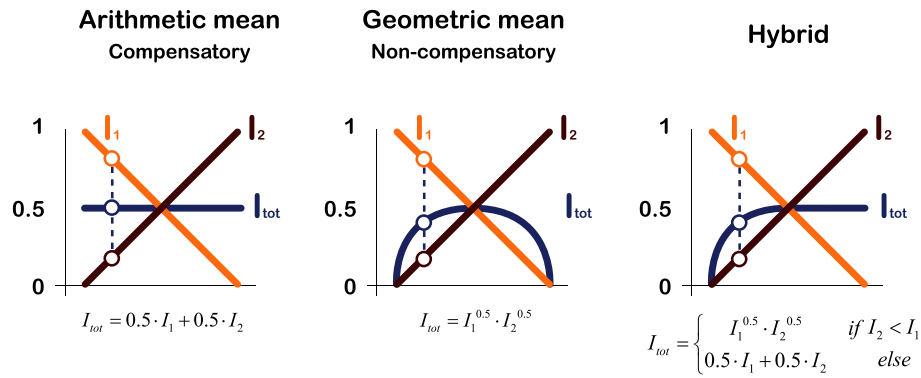 Arithmetic mean
Compensatory
Geometric mean
Non-compensatory
Hybrid
1
I₁
I₂
0.5
Iₜₒₜ
0
1
I₁
I₂
0.5
Iₜₒₜ
0
1
I₁
I₂
0.5
Iₜₒₜ
0
Iₜₒₜ = 0.5 · I₁ + 0.5 · I₂
Iₜₒₜ = I₁^0.5 · I₂^0.5
Iₜₒₜ = { I₁^0.5 · I₂^0.5 if I₂ < I₁
0.5 · I₁ + 0.5 · I₂ else